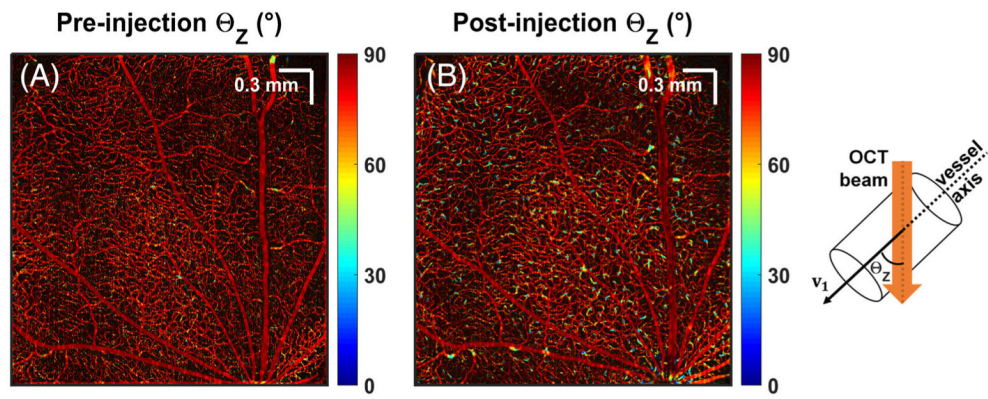 Pre-injection Θ_Z (°)
Post-injection Θ_Z (°)
(A)
0.3 mm
90
60
30
0
(B)
0.3 mm
90
60
30
0
OCT
beam
vessel
axis
Θ_Z
v₁